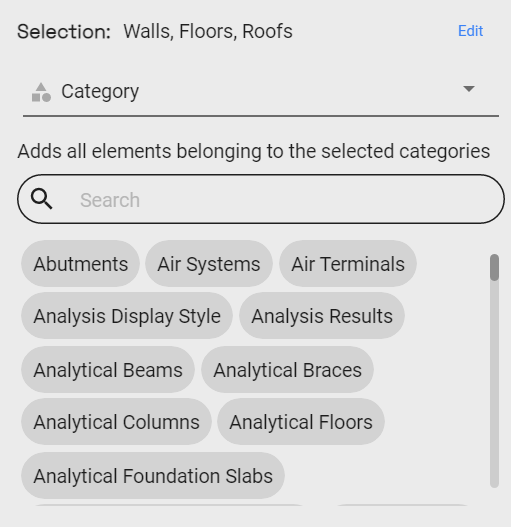 Selection: Walls, Floors, Roofs Edit
Category
Adds all elements belonging to the selected categories
Search
Abutments Air Systems Air Terminals
Analysis Display Style Analysis Results
Analytical Beams Analytical Braces
Analytical Columns Analytical Floors
Analytical Foundation Slabs